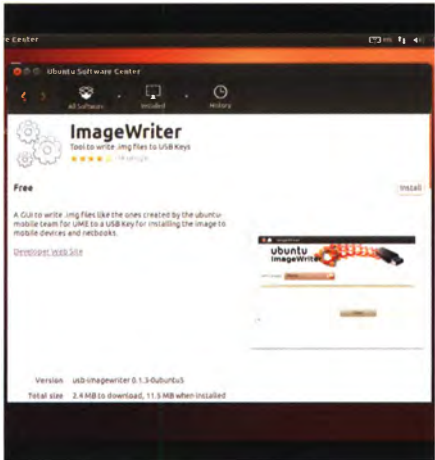 e Center
Ubuntu Software Center
All Software
Installed
History
ImageWriter
Tool to write .img files to USB Keys
Free
Install
A GUI to write .img files like the ones created by the ubuntu-
mobile team for UME to a USB Key for installing the image to
mobile devices and netbooks.
Developer Web Site
ubuntu
ImageWriter
Version usb-imagewriter 0.1.3-0ubuntu5
Total size 2.4 MB to download, 11.5 MB when installed